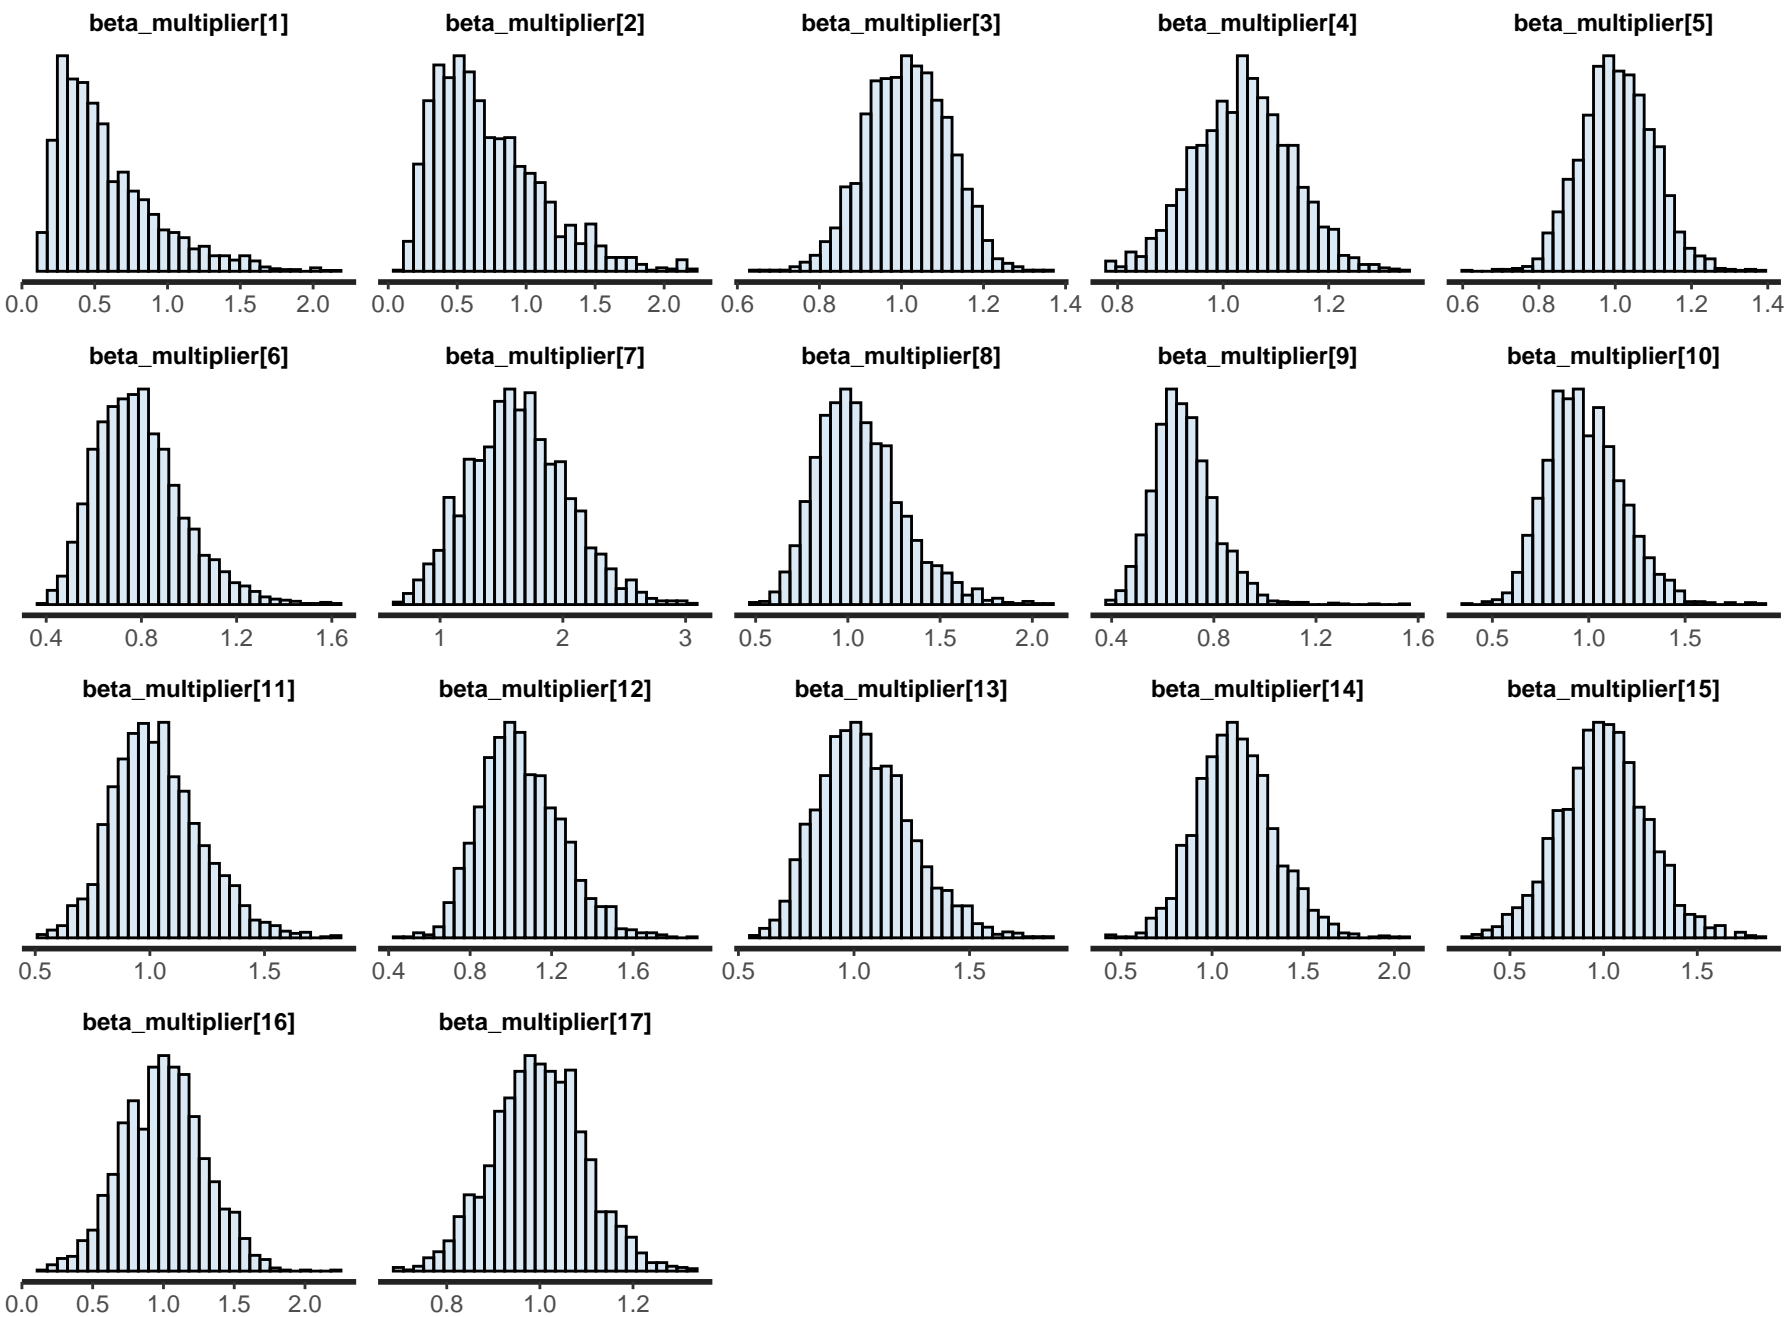 beta_multiplier[1] beta_multiplier[2] beta_multiplier[3] beta_multiplier[4] beta_multiplier[5]
0.0 0.5 1.0 1.5 2.0 0.0 0.5 1.0 1.5 2.0 0.6 0.8 1.0 1.2 1.4 0.8 1.0 1.2 0.6 0.8 1.0 1.2 1.4
beta_multiplier[6] beta_multiplier[7] beta_multiplier[8] beta_multiplier[9] beta_multiplier[10]
0.4 0.8 1.2 1.6 1 2 3 0.5 1.0 1.5 2.0 0.4 0.8 1.2 1.6 0.5 1.0 1.5
beta_multiplier[11] beta_multiplier[12] beta_multiplier[13] beta_multiplier[14] beta_multiplier[15]
0.5 1.0 1.5 0.4 0.8 1.2 1.6 0.5 1.0 1.5 0.5 1.0 1.5 2.0 0.5 1.0 1.5
beta_multiplier[16] beta_multiplier[17]
0.0 0.5 1.0 1.5 2.0 0.8 1.0 1.2